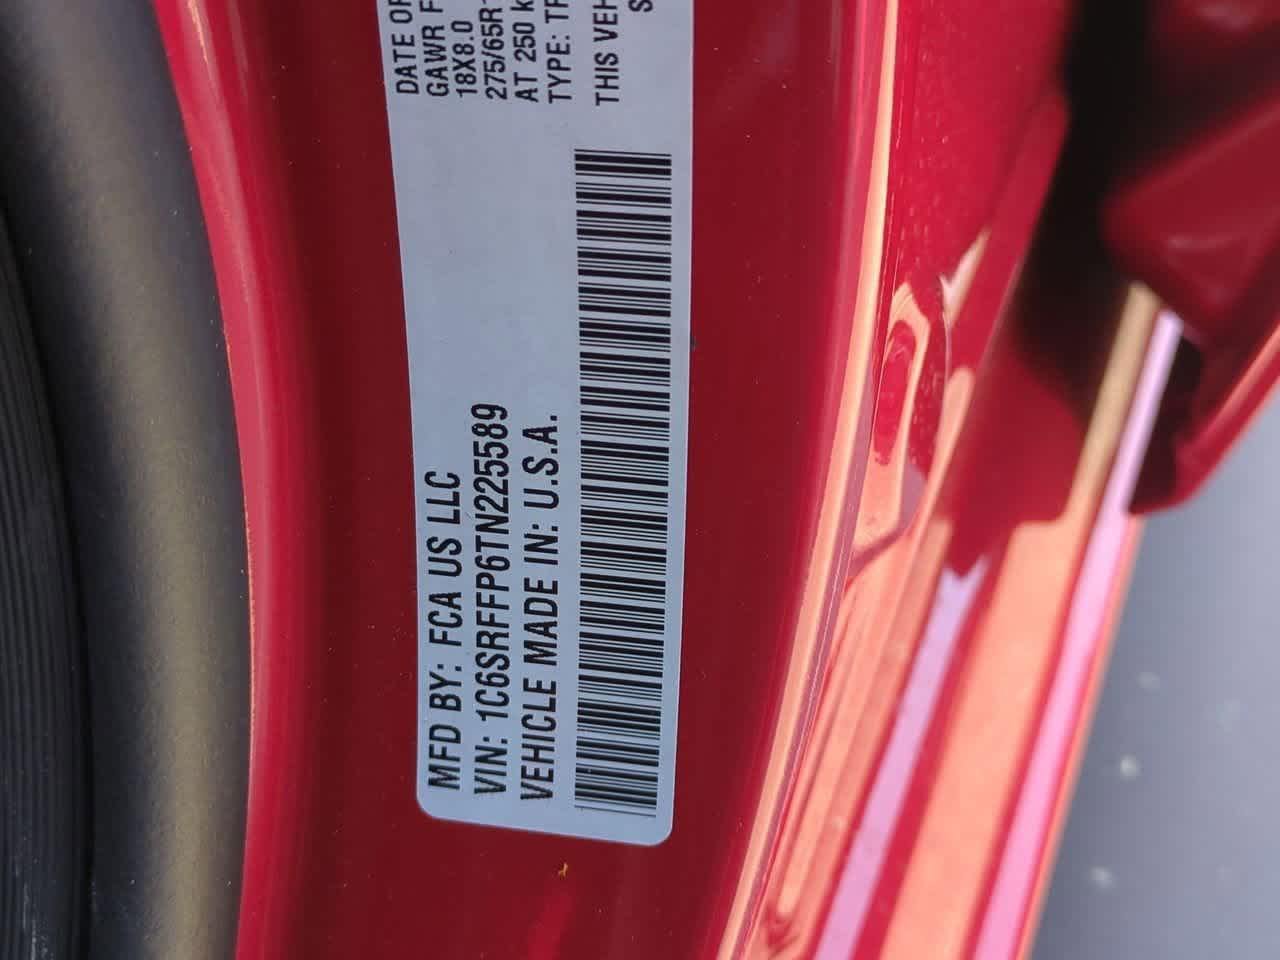 MFD BY: FCA US LLC
VIN: 1C6SRFFP6TN225589
VEHICLE MADE IN: U.S.A.
DATE OF
GAWR F
18X8.0
275/65R
AT 250 k
TYPE: TR
THIS VEH
S